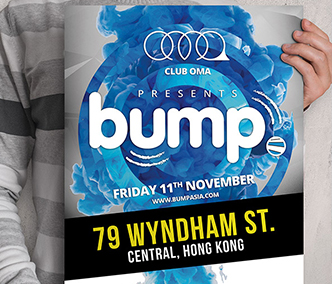 CLUB OMA
PRESENTS
bump.
FRIDAY 11TH NOVEMBER
WWW.BUMPASIA.COM
79 WYNDHAM ST.
CENTRAL, HONG KONG